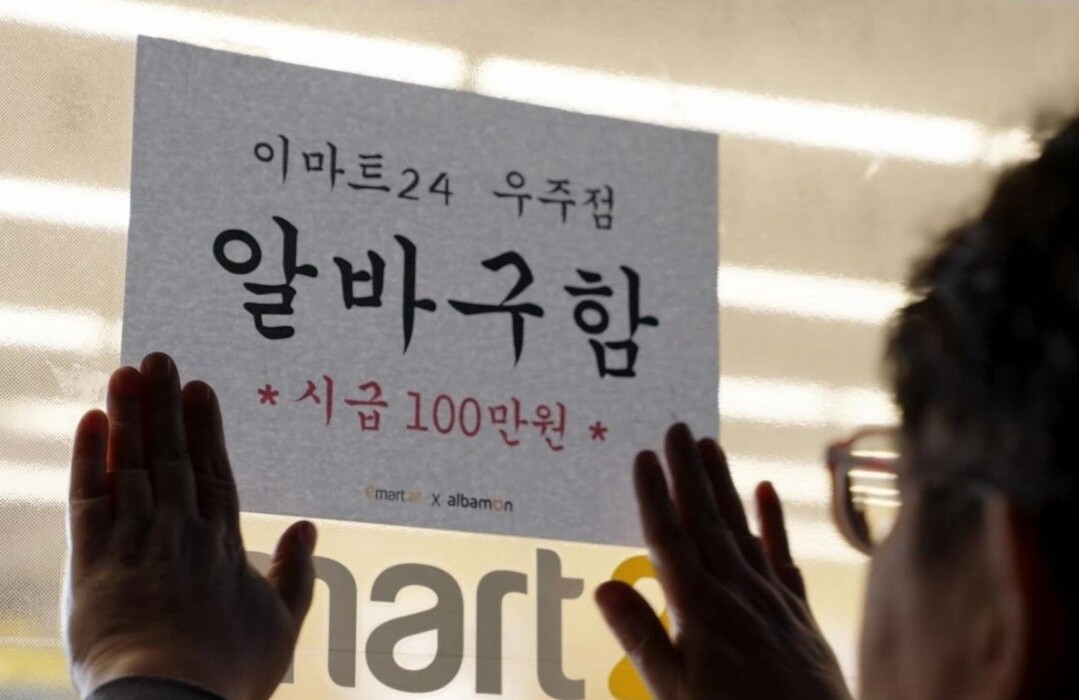 이마트24 우주점
알바구함
* 시급 100만원 *
emart24 X albamon
mart